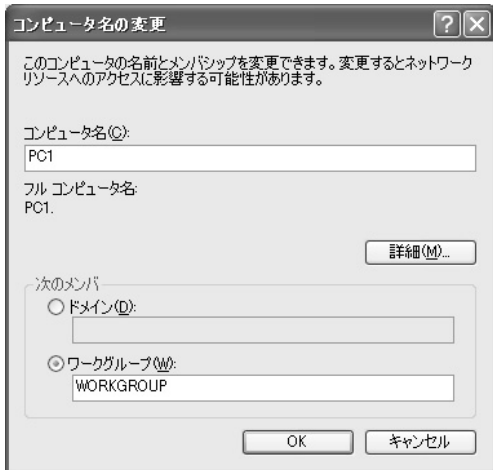 コンピュータ名の変更
このコンピュータの名前とメンバシップを変更できます。変更するとネットワーク
リソースへのアクセスに影響する可能性があります。
コンピュータ名(C):
PC1
フル コンピュータ名:
PC1.
詳細(M)...
次のメンバ
ドメイン(D):
ワークグループ(W):
WORKGROUP
OK
キャンセル